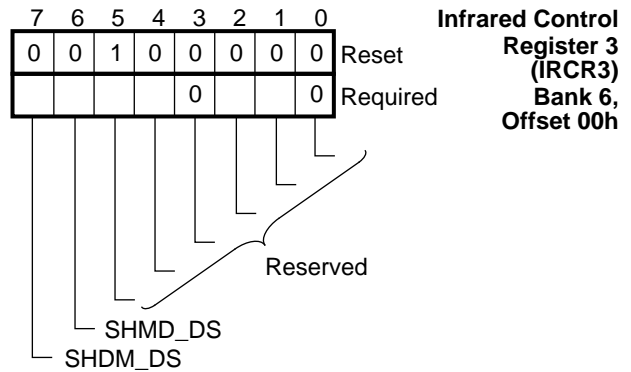 7 6 5 4 3 2 1 0
0 0 1 0 0 0 0 0 Reset
0 0 Required
Infrared Control
Register 3
(IRCR3)
Bank 6,
Offset 00h
Reserved
SHMD_DS
SHDM_DS